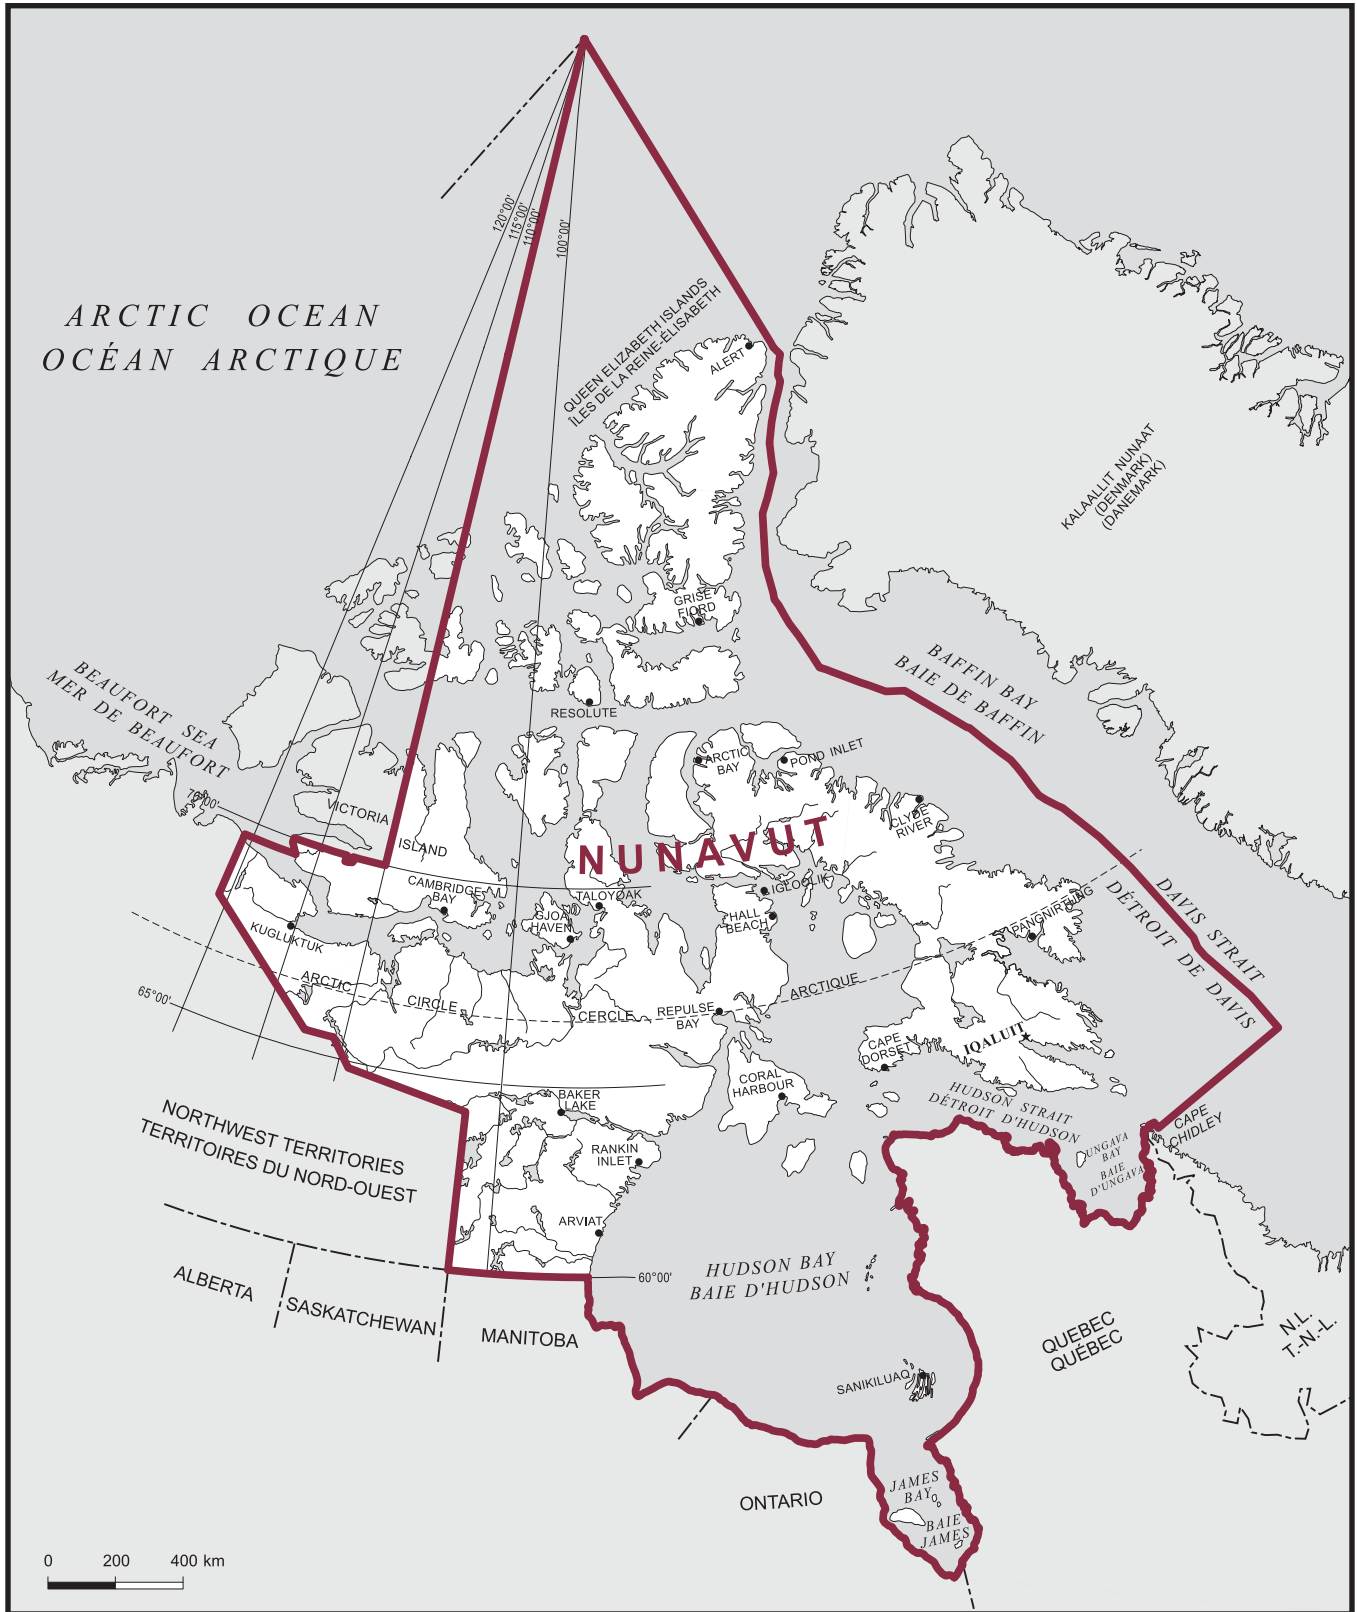 120°00'
115°00'
110°00'
100°00'
ARCTIC OCEAN
OCÉAN ARCTIQUE
QUEEN ELIZABETH ISLANDS
ÎLES DE LA REINE-ÉLISABETH
ALERT
KALAALLIT NUNAAT
(DENMARK)
(DANEMARK)
GRISE
FIORD
BEAUFORT SEA
MER DE BEAUFORT
BAFFIN BAY
BAIE DE BAFFIN
RESOLUTE
ARCTIC
BAY
POND INLET
70°00'
VICTORIA
ISLAND
CLYDE
RIVER
NUNAVUT
CAMBRIDGE
BAY
TALOYOAK
IGLOOLIK
GJOA
HAVEN
HALL
BEACH
PANGNIRTUNG
DAVIS STRAIT
DÉTROIT DE DAVIS
KUGLUKTUK
ARCTIC
CIRCLE
CERCLE
ARCTIQUE
65°00'
REPULSE
BAY
CAPE
DORSET
IQALUIT
CORAL
HARBOUR
HUDSON STRAIT
DÉTROIT D'HUDSON
BAKER
LAKE
CAPE
CHIDLEY
NORTHWEST TERRITORIES
TERRITOIRES DU NORD-OUEST
RANKIN
INLET
UNGAVA
BAY
BAIE
D'UNGAVA
ARVIAT
HUDSON BAY
BAIE D'HUDSON
60°00'
ALBERTA
SASKATCHEWAN
MANITOBA
QUEBEC
QUÉBEC
N.L.
T.-N.-L.
SANIKILUAQ
ONTARIO
JAMES
BAY
BAIE
JAMES
0 200 400 km